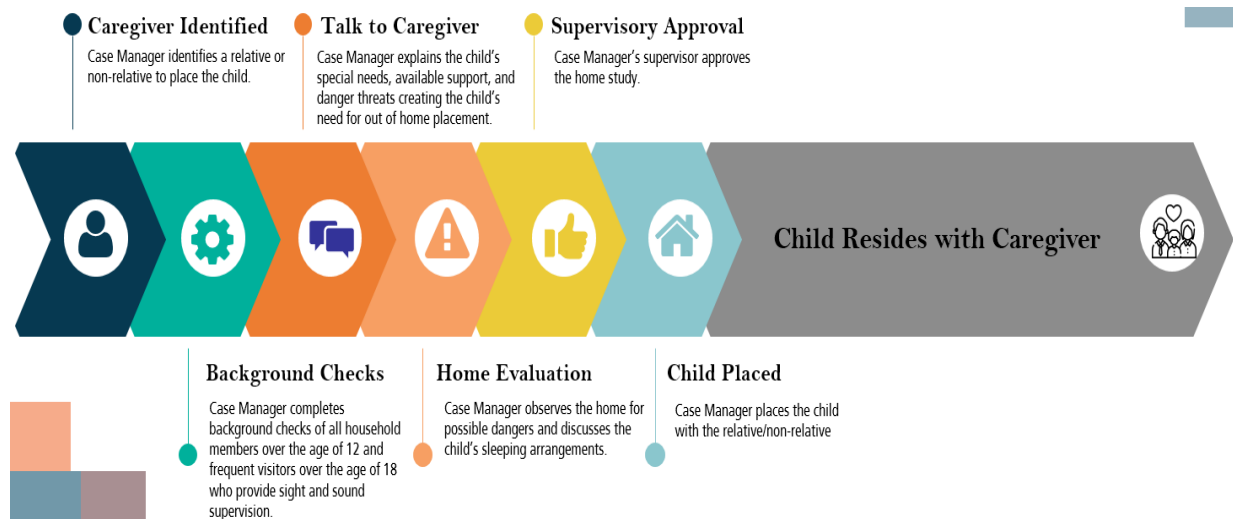 Caregiver Identified
Case Manager identifies a relative or
non-relative to place the child.
Talk to Caregiver
Case Manager explains the child's
special needs, available support, and
danger threats creating the child's
need for out of home placement.
Supervisory Approval
Case Manager's supervisor approves
the home study.
Child Resides with Caregiver
Background Checks
Case Manager completes
background checks of all household
members over the age of 12 and
frequent visitors over the age of 18
who provide sight and sound
supervision.
Home Evaluation
Case Manager observes the home for
possible dangers and discusses the
child's sleeping arrangements.
Child Placed
Case Manager places the child
with the relative/non-relative